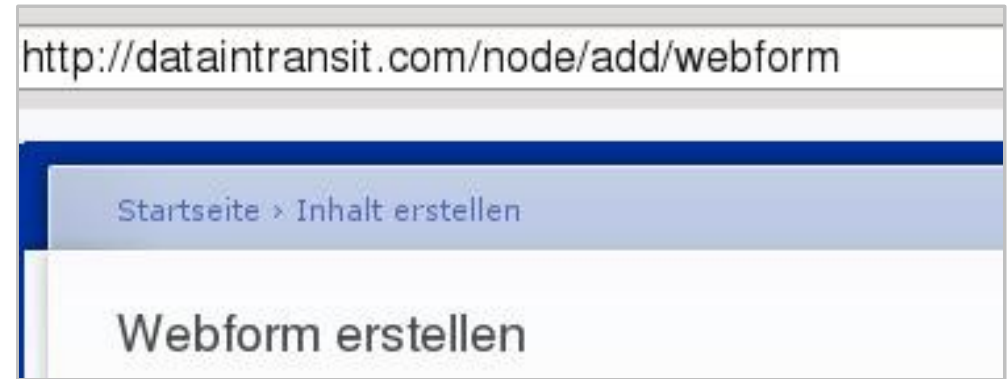 http://dataintransit.com/node/add/webform
Startseite › Inhalt erstellen
Webform erstellen